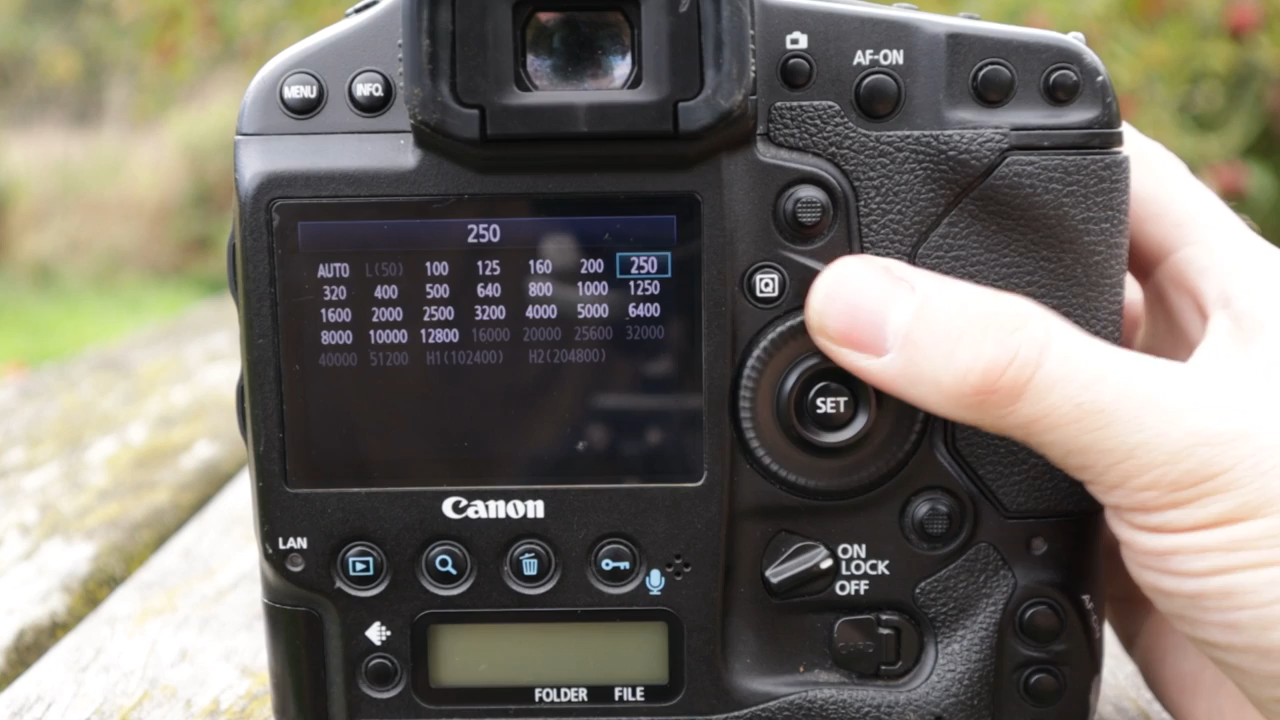 AF-ON
MENU
INFO.
250
AUTO L(50) 100 125 160 200 250
320 400 500 640 800 1000 1250
1600 2000 2500 3200 4000 5000 6400
8000 10000 12800 16000 20000 25600 32000
40000 51200 H1(102400) H2(204800)
Q
SET
Canon
LAN
ON
LOCK
OFF
CARD
FOLDER FILE